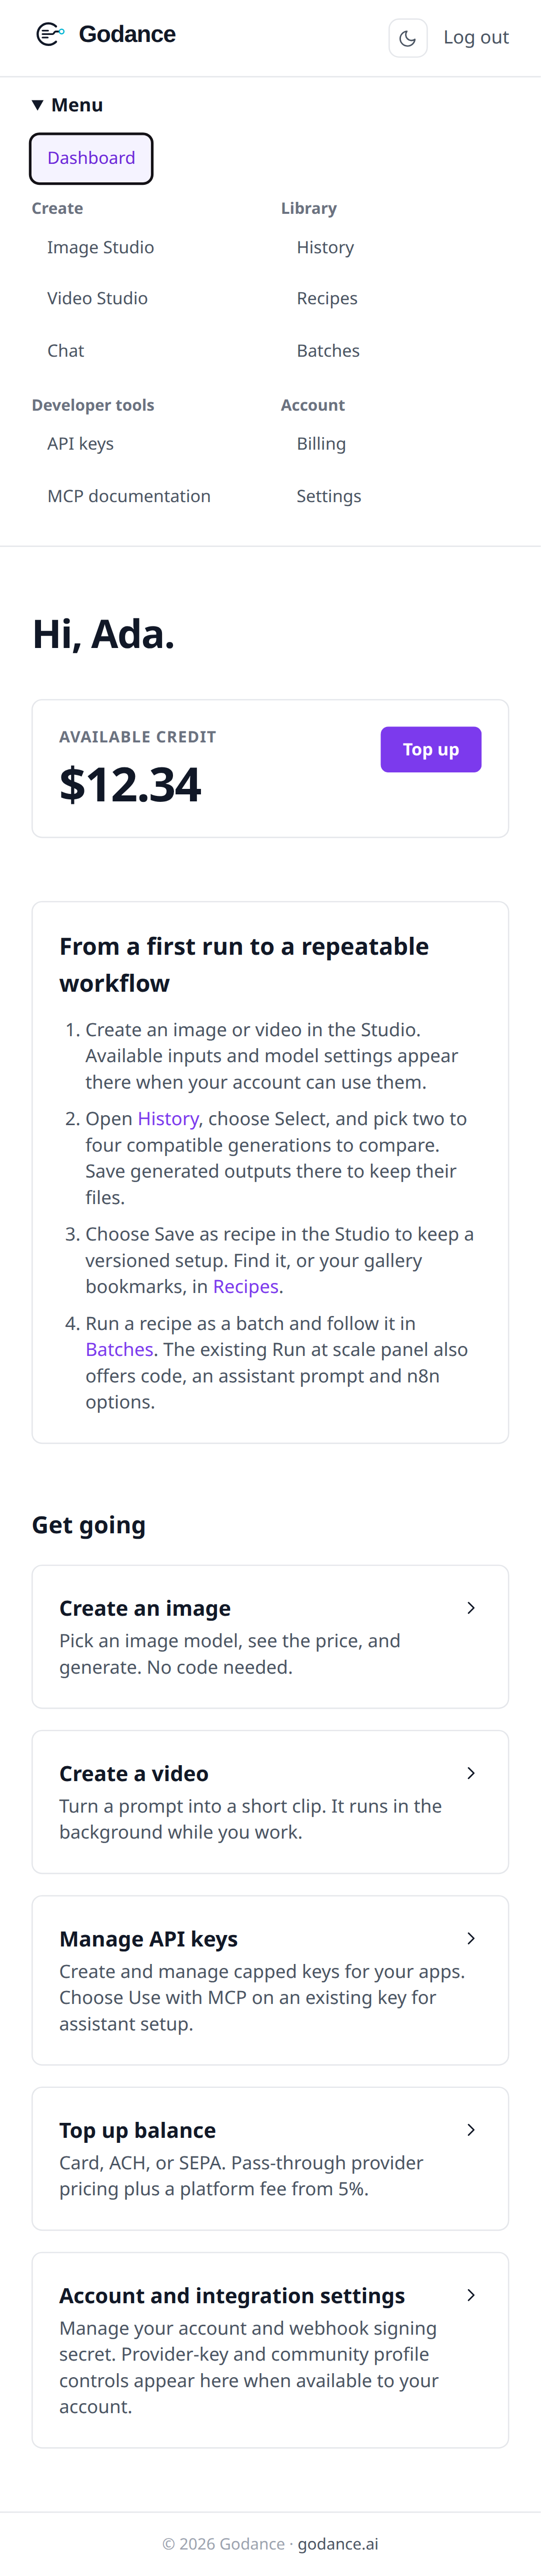 Godance
Log out
▼ Menu
Dashboard
Create
Image Studio
Video Studio
Chat
Library
History
Recipes
Batches
Developer tools
API keys
MCP documentation
Account
Billing
Settings
Hi, Ada.
AVAILABLE CREDIT
$12.34
Top up
From a first run to a repeatable
workflow
1. Create an image or video in the Studio.
Available inputs and model settings appear
there when your account can use them.
2. Open History, choose Select, and pick two to
four compatible generations to compare.
Save generated outputs there to keep their
files.
3. Choose Save as recipe in the Studio to keep a
versioned setup. Find it, or your gallery
bookmarks, in Recipes.
4. Run a recipe as a batch and follow it in
Batches. The existing Run at scale panel also
offers code, an assistant prompt and n8n
options.
Get going
Create an image
Pick an image model, see the price, and
generate. No code needed.
Create a video
Turn a prompt into a short clip. It runs in the
background while you work.
Manage API keys
Create and manage capped keys for your apps.
Choose Use with MCP on an existing key for
assistant setup.
Top up balance
Card, ACH, or SEPA. Pass-through provider
pricing plus a platform fee from 5%.
Account and integration settings
Manage your account and webhook signing
secret. Provider-key and community profile
controls appear here when available to your
account.
© 2026 Godance · godance.ai